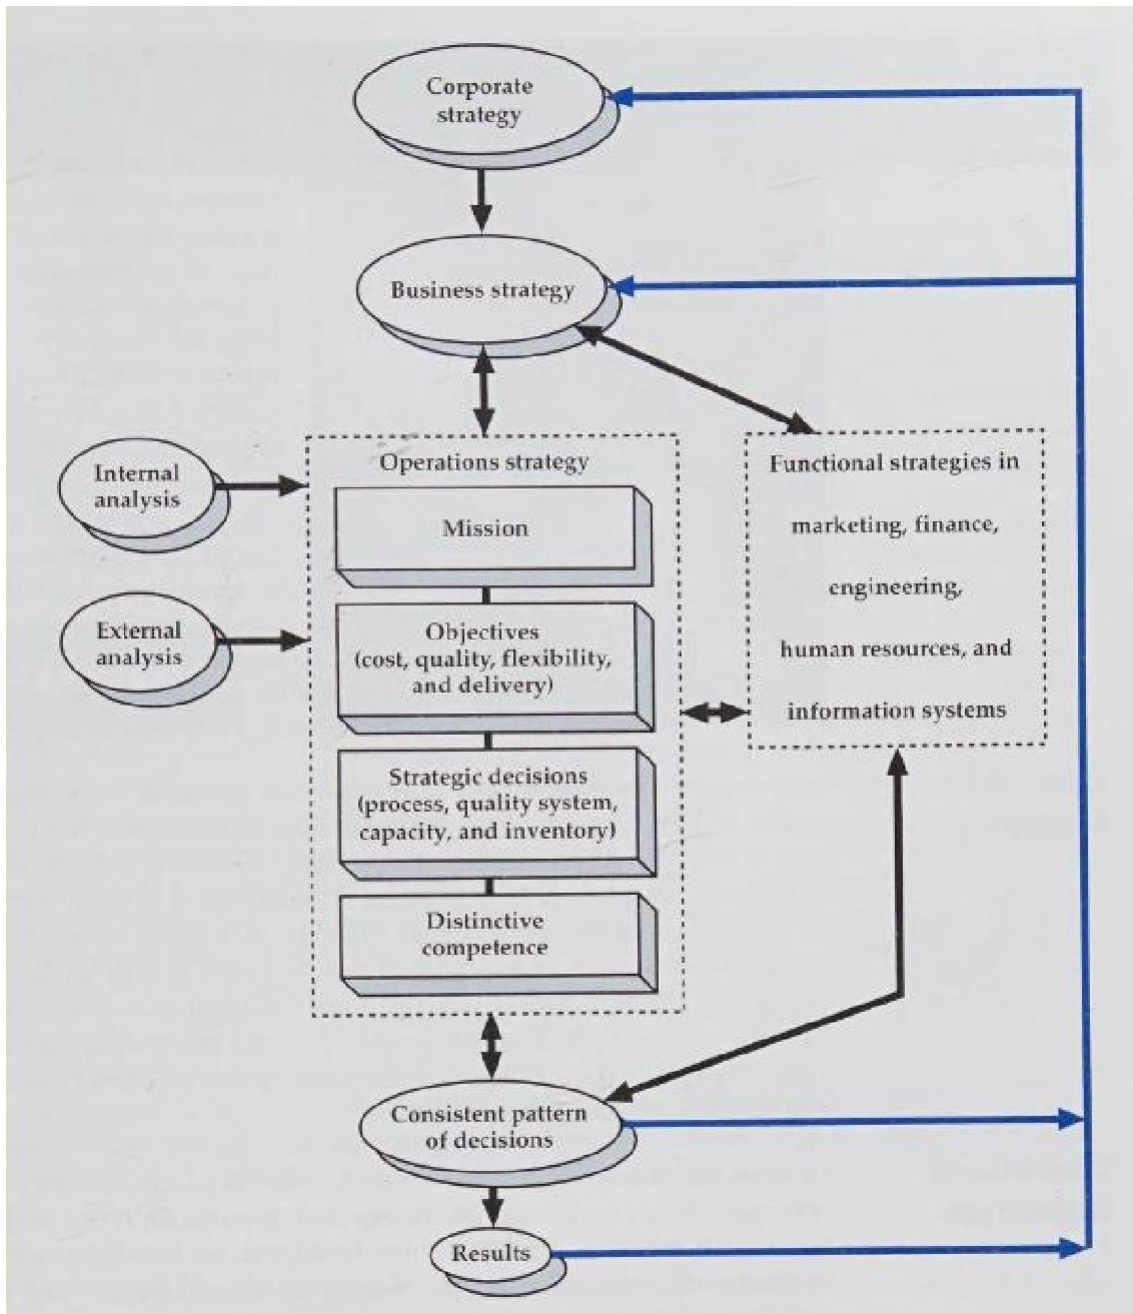 Corporate
strategy
Business strategy
Internal
analysis
External
analysis
Operations strategy
Mission
Objectives
(cost, quality, flexibility,
and delivery)
Strategic decisions
(process, quality system,
capacity, and inventory)
Distinctive
competence
Functional strategies in
marketing, finance,
engineering,
human resources, and
information systems
Consistent pattern
of decisions
Results